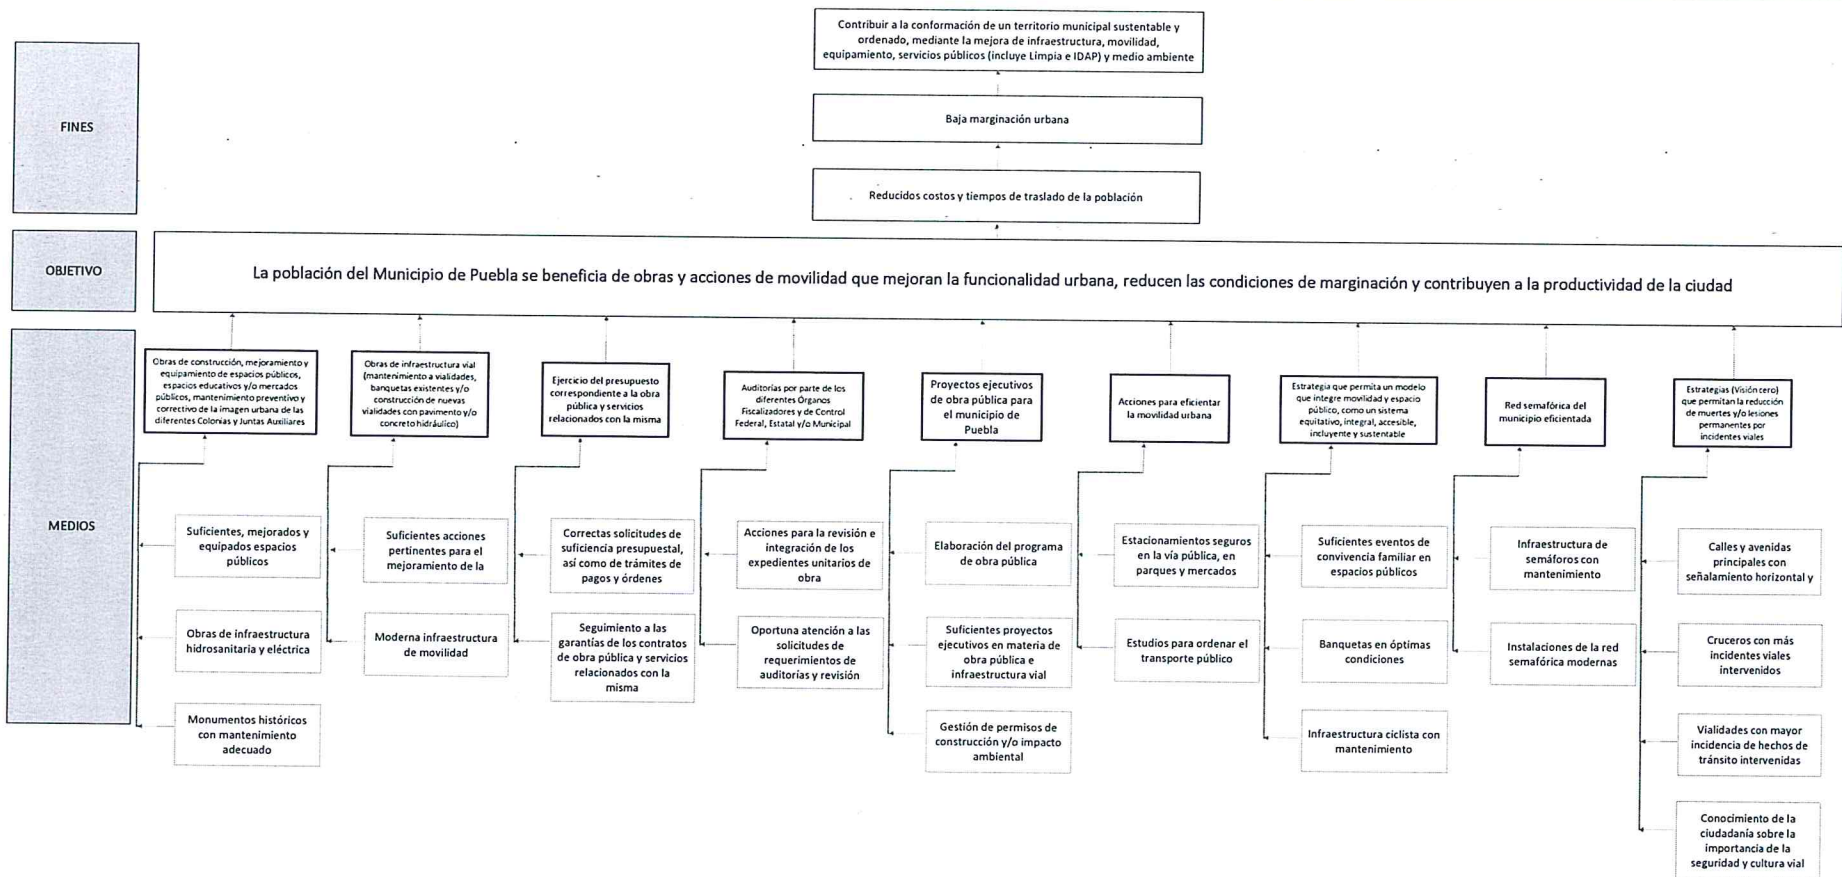 Contribuir a la conformación de un territorio municipal sustentable y
ordenado, mediante la mejora de infraestructura, movilidad,
equipamiento, servicios públicos (incluye Limpia e IDAP) y medio ambiente
FINES
Baja marginación urbana
Reducidos costos y tiempos de traslado de la población
OBJETIVO
La población del Municipio de Puebla se beneficia de obras y acciones de movilidad que mejoran la funcionalidad urbana, reducen las condiciones de marginación y contribuyen a la productividad de la ciudad
MEDIOS
Obras de construcción, mejoramiento y
equipamiento de espacios públicos,
espacios educativos y/o mercados
públicos, mantenimiento preventivo y
correctivo de la imagen urbana de las
diferentes Colonias y Juntas Auxiliares
Suficientes, mejorados y
equipados espacios
públicos
Obras de infraestructura
hidrosanitaria y eléctrica
Monumentos históricos
con mantenimiento
adecuado
Obras de infraestructura vial
(mantenimiento a vialidades,
banquetas existentes y/o
construcción de nuevas
vialidades con pavimento y/o
concreto hidráulico)
Suficientes acciones
pertinentes para el
mejoramiento de la
Moderna infraestructura
de movilidad
Ejercicio del presupuesto
correspondiente a la obra
pública y servicios
relacionados con la misma
Correctas solicitudes de
suficiencia presupuestal,
así como de trámites de
pagos y órdenes
Seguimiento a las
garantías de los contratos
de obra pública y servicios
relacionados con la
misma
Auditorías por parte de los
diferentes Órganos
Fiscalizadores y de Control
Federal, Estatal y/o Municipal
Acciones para la revisión e
integración de los
expedientes unitarios de
obra
Oportuna atención a las
solicitudes de
requerimientos de
auditorías y revisión
Proyectos ejecutivos
de obra pública para
el municipio de
Puebla
Elaboración del programa
de obra pública
Suficientes proyectos
ejecutivos en materia de
obra pública e
infraestructura vial
Gestión de permisos de
construcción y/o impacto
ambiental
Acciones para eficientar
la movilidad urbana
Estacionamientos seguros
en la vía pública, en
parques y mercados
Estudios para ordenar el
transporte público
Estrategia que permita un modelo
que integre movilidad y espacio
público, como un sistema
equitativo, integral, accesible,
incluyente y sustentable
Suficientes eventos de
convivencia familiar en
espacios públicos
Banquetas en óptimas
condiciones
Infraestructura ciclista con
mantenimiento
Red semafórica del
municipio eficientada
Infraestructura de
semáforos con
mantenimiento
Instalaciones de la red
semafórica modernas
Estrategias (Visión cero)
que permitan la reducción
de muertes y/o lesiones
permanentes por
incidentes viales
Calles y avenidas
principales con
señalamiento horizontal y
Cruceros con más
incidentes viales
intervenidos
Vialidades con mayor
incidencia de hechos de
tránsito intervenidas
Conocimiento de la
ciudadanía sobre la
importancia de la
seguridad y cultura vial